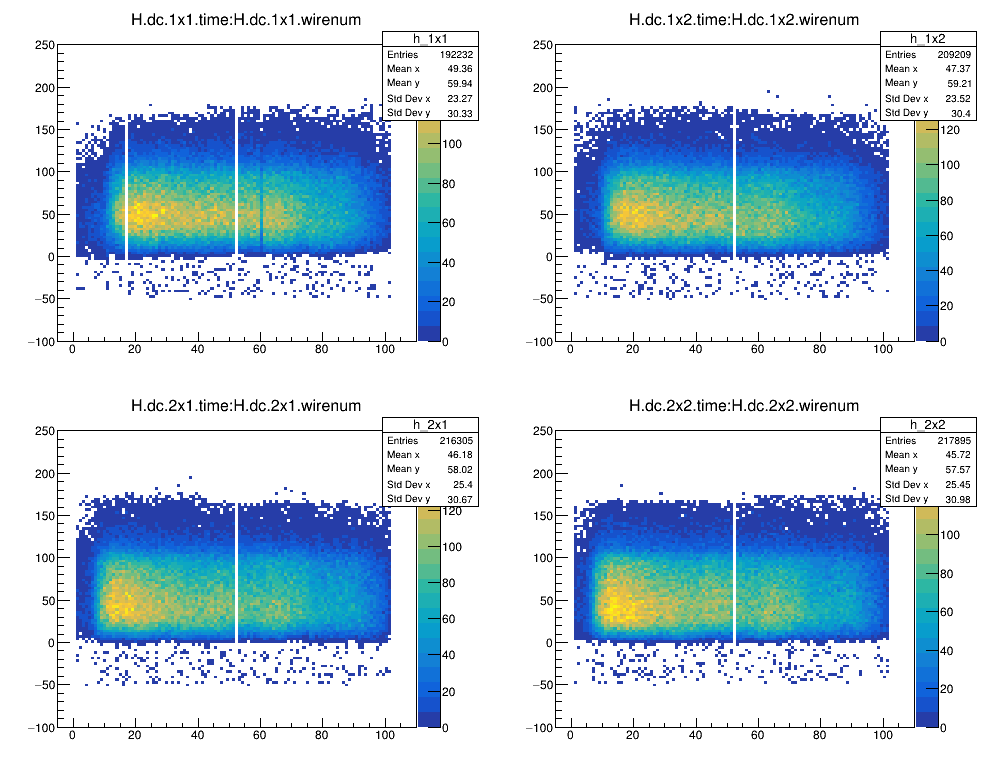 H.dc.1x1.time:H.dc.1x1.wirenum
h_1x1
Entries 192232
Mean x 49.36
Mean y 59.94
Std Dev x 23.27
Std Dev y 30.33
250
200
150
100
50
0
−50
−100
0 20 40 60 80 100
100
80
60
40
20
0
H.dc.1x2.time:H.dc.1x2.wirenum
h_1x2
Entries 209209
Mean x 47.37
Mean y 59.21
Std Dev x 23.52
Std Dev y 30.4
250
200
150
100
50
0
−50
−100
0 20 40 60 80 100
120
100
80
60
40
20
0
H.dc.2x1.time:H.dc.2x1.wirenum
h_2x1
Entries 216305
Mean x 46.18
Mean y 58.02
Std Dev x 25.4
Std Dev y 30.67
250
200
150
100
50
0
−50
−100
0 20 40 60 80 100
120
100
80
60
40
20
0
H.dc.2x2.time:H.dc.2x2.wirenum
h_2x2
Entries 217895
Mean x 45.72
Mean y 57.57
Std Dev x 25.45
Std Dev y 30.98
250
200
150
100
50
0
−50
−100
0 20 40 60 80 100
100
80
60
40
20
0